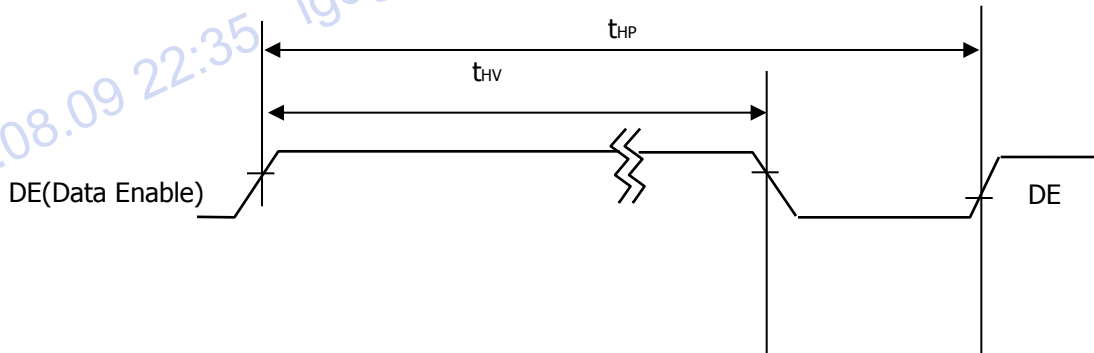 .08.09 22:35
tHP
tHV
DE(Data Enable)
DE